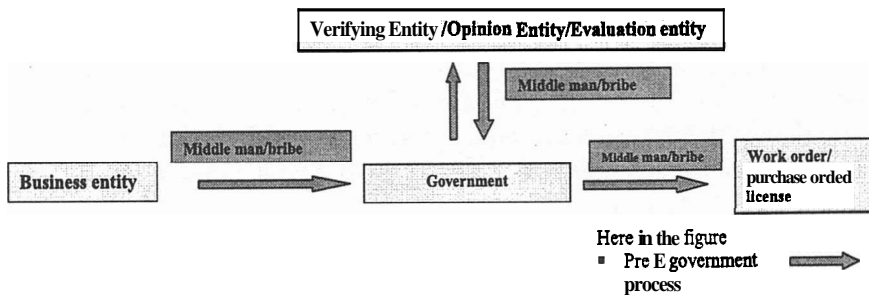 Verifying Entity /Opinion Entity/Evaluation entity
Middle man/bribe
Middle man/bribe
Middle man/bribe
Business entity
Government
Work order/
purchase orded
license
Here in the figure
▪ Pre E government
process